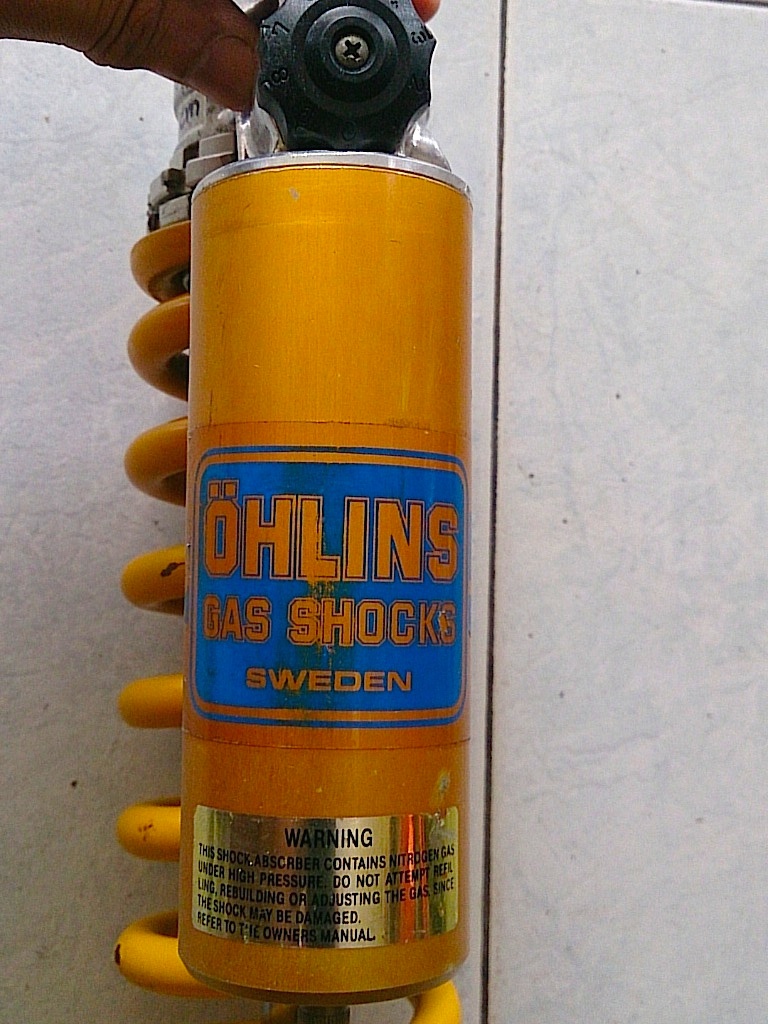 ÖHLINS
GAS SHOCKS
SWEDEN
WARNING
THIS SHOCK ABSORBER CONTAINS NITROGEN GAS
UNDER HIGH PRESSURE. DO NOT ATTEMPT REFIL
LING, REBUILDING OR ADJUSTING THE GAS, SINCE
THE SHOCK MAY BE DAMAGED.
REFER TO THE OWNERS MANUAL.